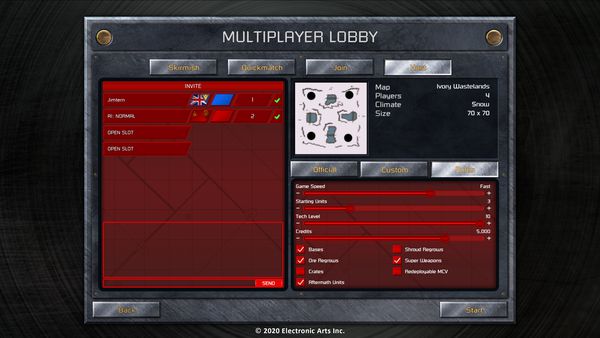 MULTIPLAYER LOBBY
Skirmish Quickmatch Join Host
INVITE
Jimtern 1
AI: NORMAL 2
OPEN SLOT
OPEN SLOT
SEND
Map Ivory Wastelands
Players 4
Climate Snow
Size 70 x 70
Official Custom Rules
Game Speed Fast
Starting Units 3
Tech Level 10
Credits 5,000
Bases Shroud Regrows
Ore Regrows Super Weapons
Crates Redeployable MCV
Aftermath Units
Back Start
© 2020 Electronic Arts Inc.